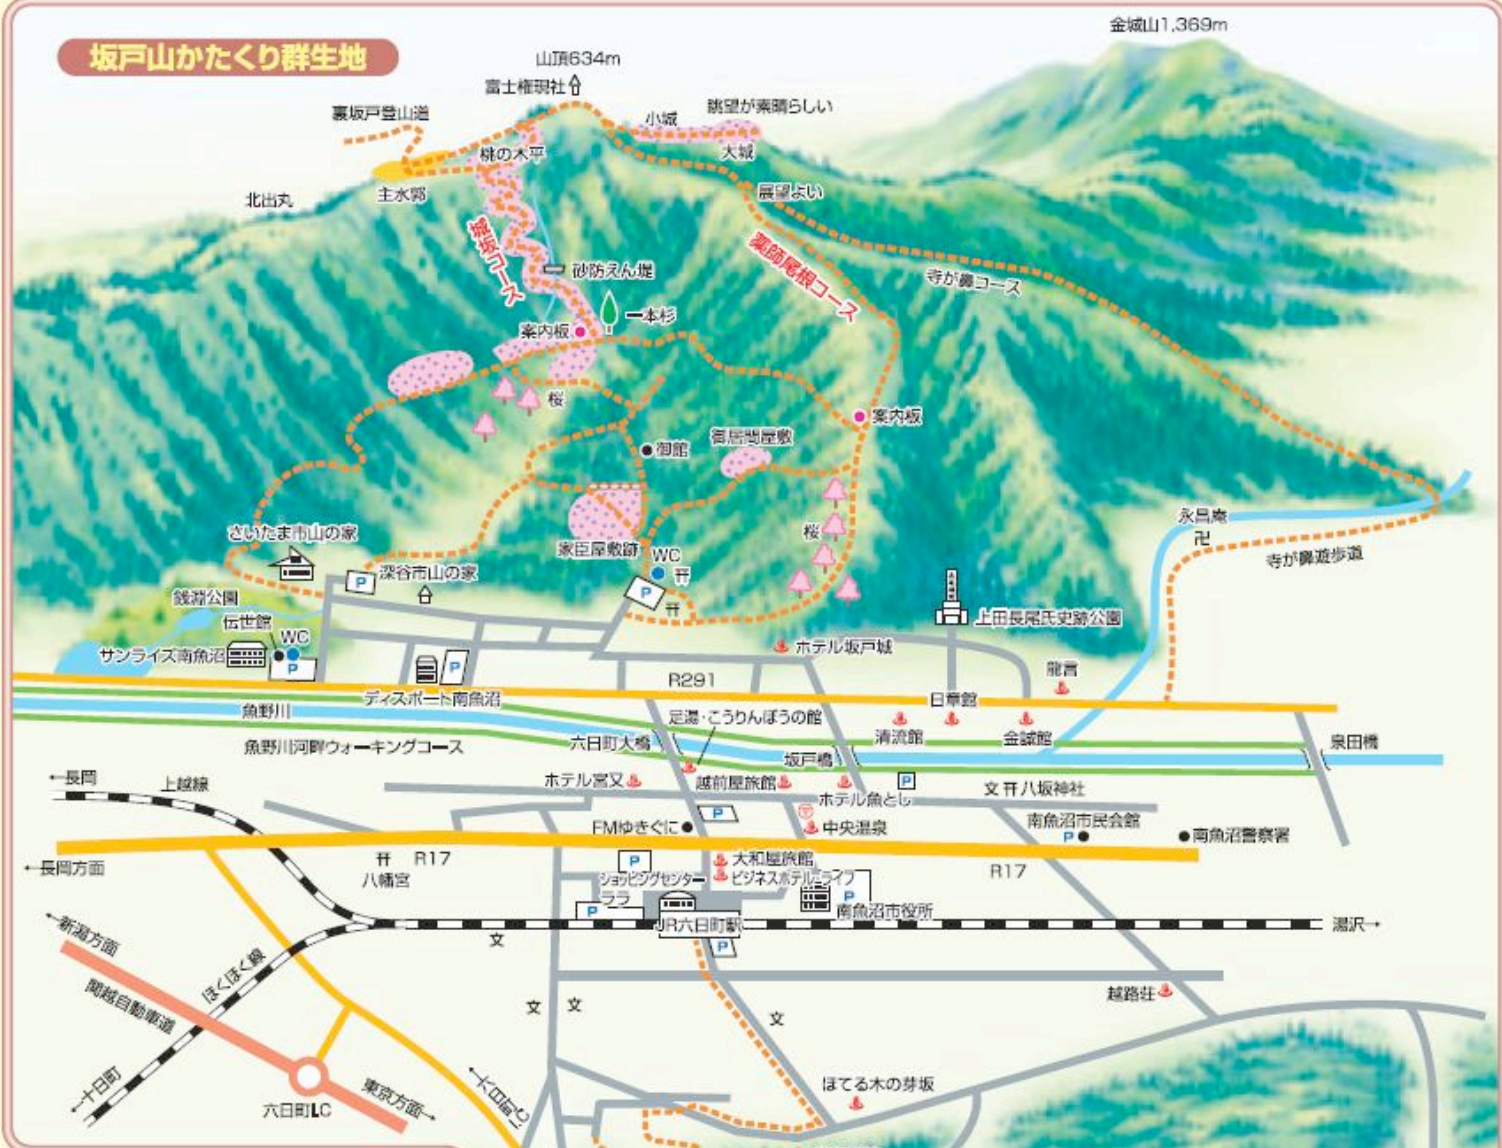 坂戸山かたくり群生地
金城山1,369m
山頂634m
富士権現社
裏坂戸登山道
小城
眺望が素晴らしい
桃の木平
大城
主水郭
展望よい
北出丸
城坂コース
薬師尾根コース
砂防えん堤
寺が鼻コース
一本杉
案内板
桜
案内板
御館
御居間屋敷
永昌庵
卍
さいたま市山の家
桜
家臣屋敷跡
WC
寺が鼻遊歩道
P
深谷市山の家
P
銭淵公園
伝世館
WC
上田長尾氏史跡公園
サンライズ南魚沼
P
P
ホテル坂戸城
龍言
R291
ディスポート南魚沼
日章館
魚野川
足湯・こうりんぼうの館
清流館
金誠館
魚野川河畔ウォーキングコース
六日町大橋
坂戸橋
泉田橋
←長岡
上越線
ホテル宮又
越前屋旅館
P
ホテル魚とし
文
八坂神社
P
FMゆきぐに
中央温泉
南魚沼市民会館
P
南魚沼警察署
←長岡方面
八幡宮
R17
P
大和屋旅館
ビジネスホテル-ライフ
R17
ショッピングセンター
ララ
P
P
南魚沼市役所
JR六日町駅
湯沢→
←新潟方面
文
P
ほくほく線
関越自動車道
越路荘
文
文
文
←十日町
六日町I.C
東京方面→
←六日町I.C
ほてる木の芽坂